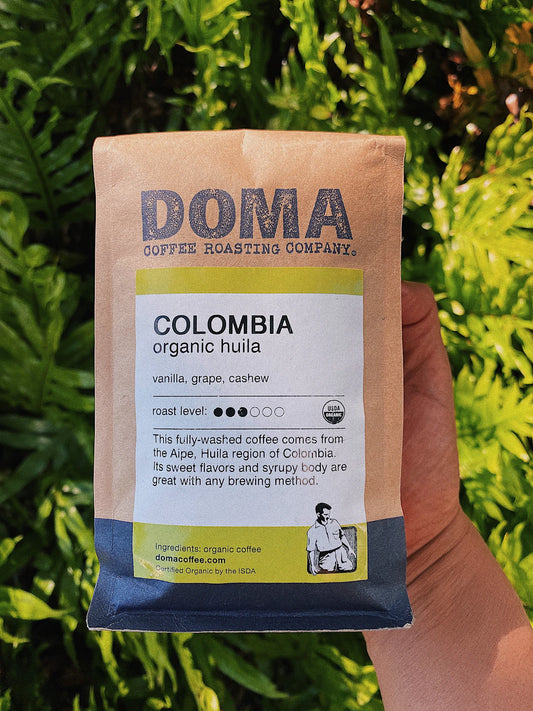 DOMA
COFFEE ROASTING COMPANY
COLOMBIA
organic huila
vanilla, grape, cashew
roast level:
USDA
ORGANIC
This fully-washed coffee comes from
the Aipe, Huila region of Colombia.
Its sweet flavors and syrupy body are
great with any brewing method.
Ingredients: organic coffee
domacoffee.com
Certified Organic by the ISDA